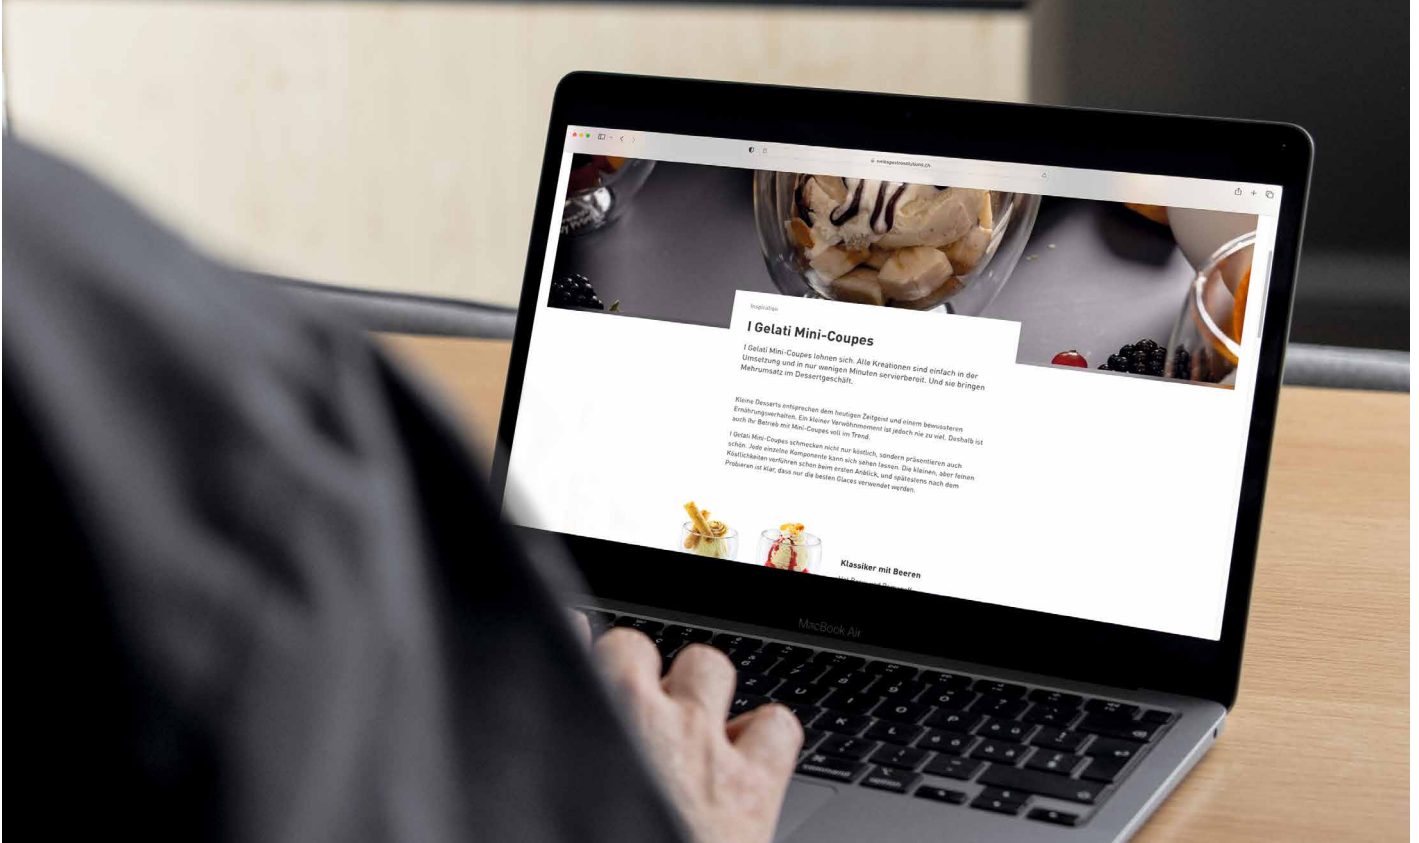 swissgastrosolutions.ch
Inspiration
I Gelati Mini-Coupes
I Gelati Mini-Coupes lohnen sich. Alle Kreationen sind einfach in der
Umsetzung und in nur wenigen Minuten servierbereit. Und sie bringen
Mehrumsatz im Dessertgeschäft.
Kleine Desserts entsprechen dem heutigen Zeitgeist und einem bewussteren
Ernährungsverhalten. Ein kleiner Verwöhnmoment ist jedoch nie zu viel. Deshalb ist
auch Ihr Betrieb mit Mini-Coupes voll im Trend.
I Gelati Mini-Coupes schmecken nicht nur köstlich, sondern präsentieren auch
schön. Jede einzelne Komponente kann sich sehen lassen. Die kleinen, aber feinen
Köstlichkeiten verführen schon beim ersten Anblick, und spätestens nach dem
Probieren ist klar, dass nur die besten Glaces verwendet werden.
Klassiker mit Beeren
MacBook Air
command
option